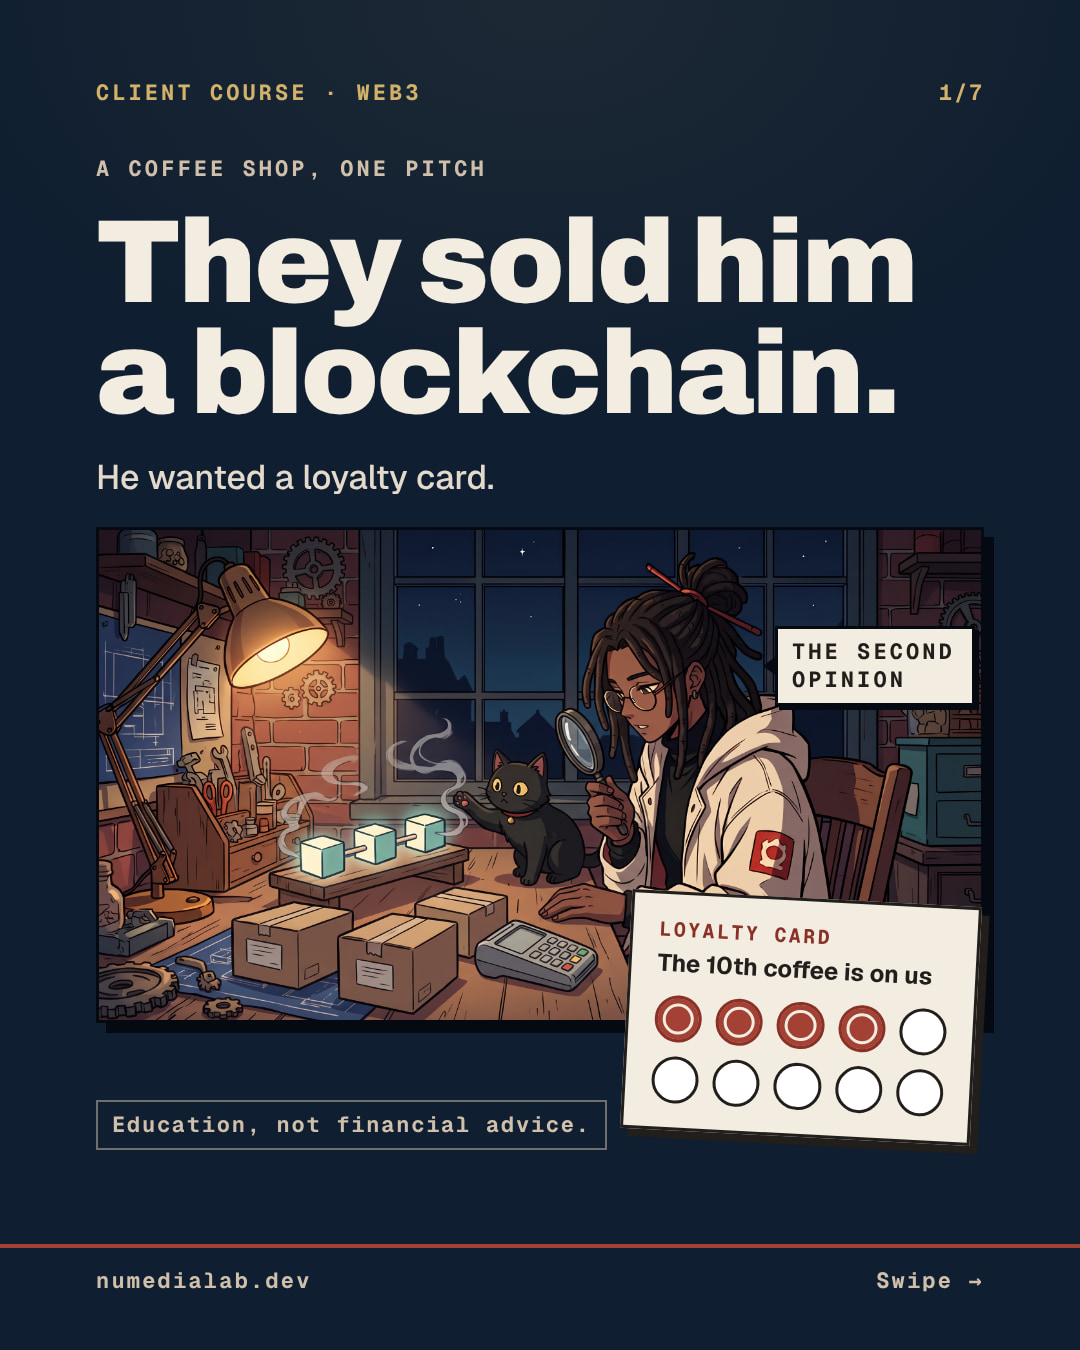 CLIENT COURSE · WEB3
1/7
A COFFEE SHOP, ONE PITCH
They sold him
a blockchain.
He wanted a loyalty card.
THE SECOND
OPINION
LOYALTY CARD
The 10th coffee is on us
Education, not financial advice.
numedialab.dev
Swipe →